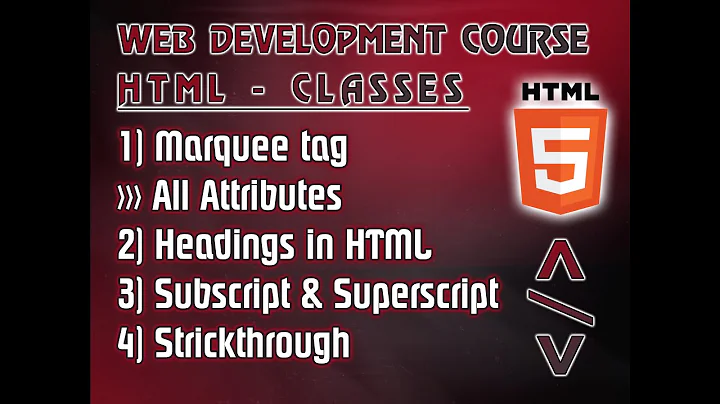 WEB DEVELOPMENT COURSE
HTML - CLASSES
HTML
5
1) Marquee tag
>>> All Attributes
2) Headings in HTML
3) Subscript & Superscript
4) Strickthrough
< / >